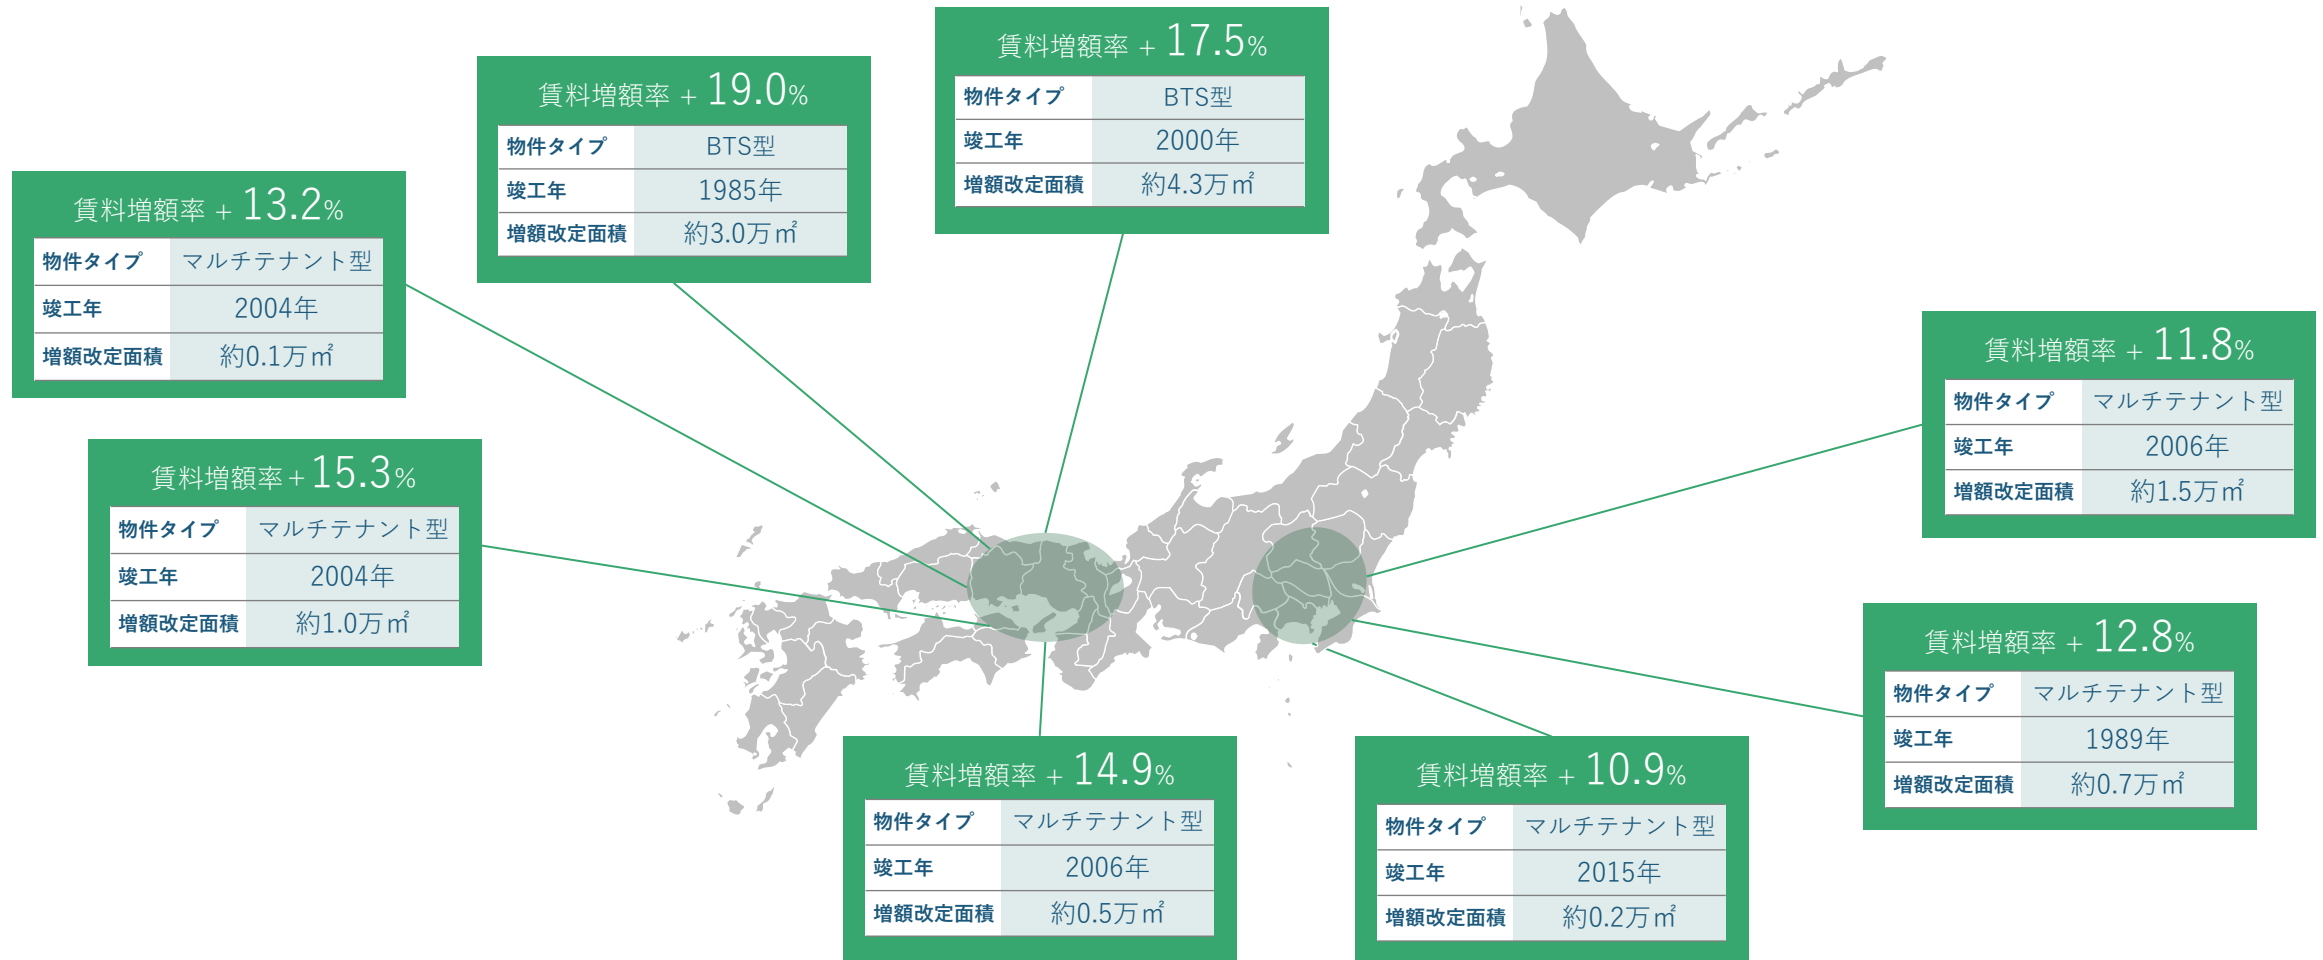 賃料増額率 + 17.5%
物件タイプ BTS型
竣工年 2000年
増額改定面積 約4.3万㎡
賃料増額率 + 19.0%
物件タイプ BTS型
竣工年 1985年
増額改定面積 約3.0万㎡
賃料増額率 + 13.2%
物件タイプ マルチテナント型
竣工年 2004年
増額改定面積 約0.1万㎡
賃料増額率 + 15.3%
物件タイプ マルチテナント型
竣工年 2004年
増額改定面積 約1.0万㎡
賃料増額率 + 14.9%
物件タイプ マルチテナント型
竣工年 2006年
増額改定面積 約0.5万㎡
賃料増額率 + 11.8%
物件タイプ マルチテナント型
竣工年 2006年
増額改定面積 約1.5万㎡
賃料増額率 + 12.8%
物件タイプ マルチテナント型
竣工年 1989年
増額改定面積 約0.7万㎡
賃料増額率 + 10.9%
物件タイプ マルチテナント型
竣工年 2015年
増額改定面積 約0.2万㎡